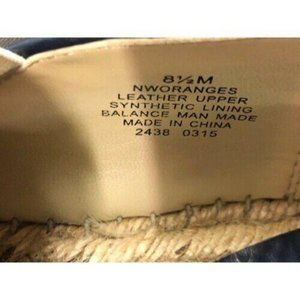 8½M
NWORANGES
LEATHER UPPER
SYNTHETIC LINING
BALANCE MAN MADE
MADE IN CHINA
2438 0315